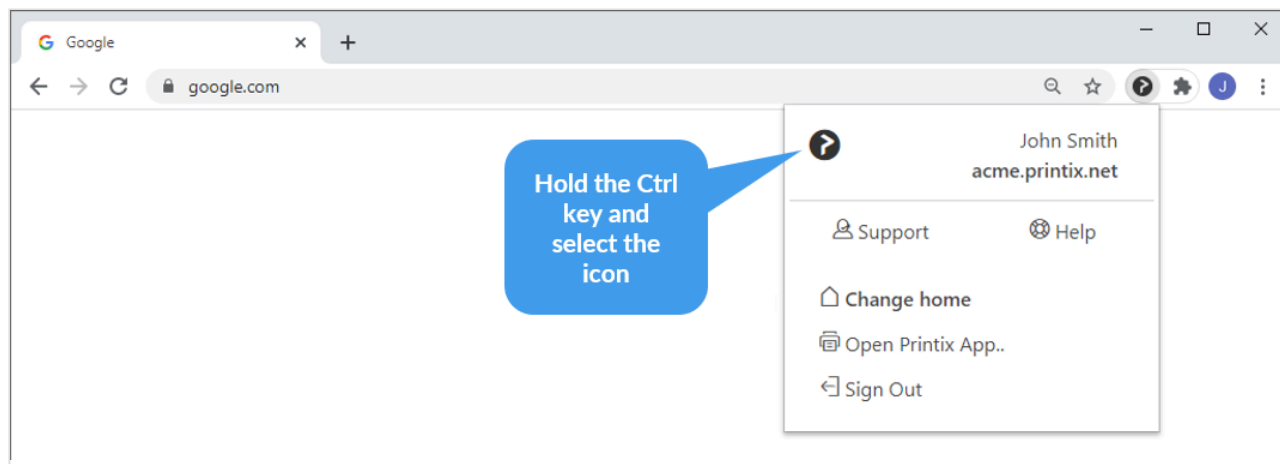 Google
google.com
J
Hold the Ctrl
key and
select the
icon
John Smith
acme.printix.net
Support
Help
Change home
Open Printix App..
Sign Out